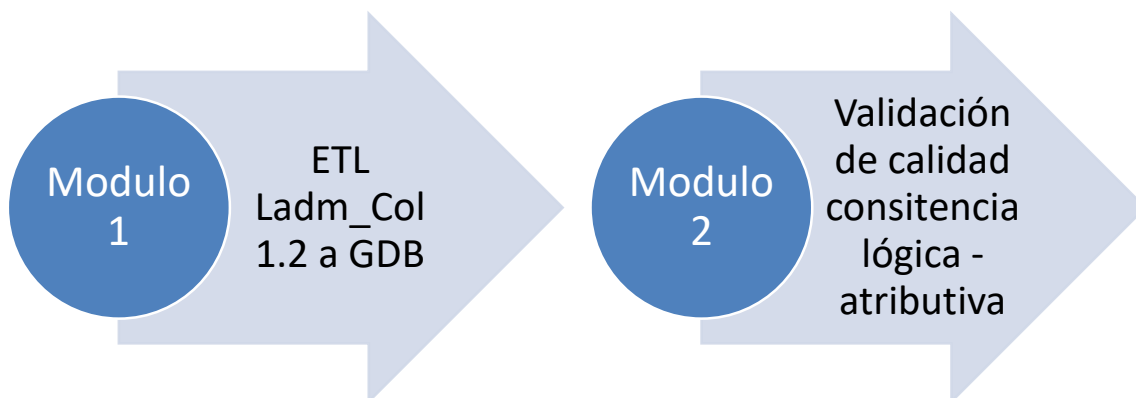 Modulo
1
ETL
Ladm_Col
1.2 a GDB
Modulo
2
Validación
de calidad
consitencia
lógica -
atributiva